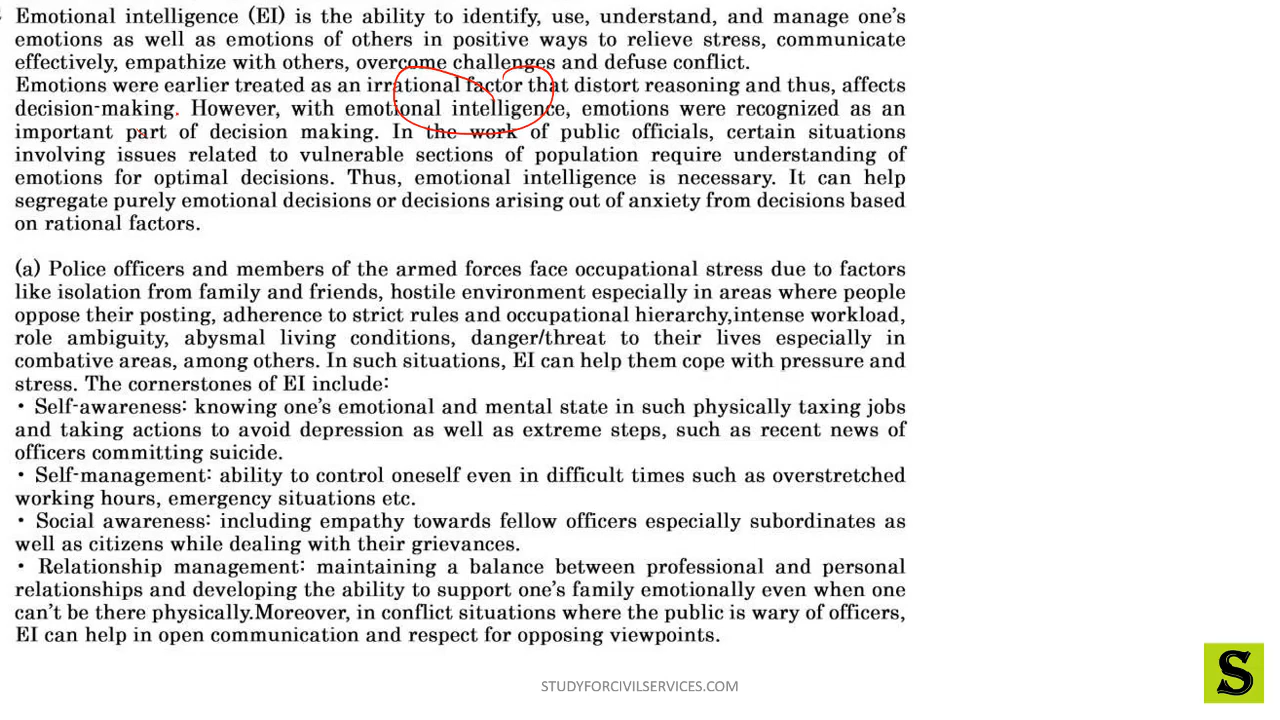 Emotional intelligence (EI) is the ability to identify, use, understand, and manage one's
emotions as well as emotions of others in positive ways to relieve stress, communicate
effectively, empathize with others, overcome challenges and defuse conflict.
Emotions were earlier treated as an irrational factor that distort reasoning and thus, affects
decision-making. However, with emotional intelligence, emotions were recognized as an
important part of decision making. In the work of public officials, certain situations
involving issues related to vulnerable sections of population require understanding of
emotions for optimal decisions. Thus, emotional intelligence is necessary. It can help
segregate purely emotional decisions or decisions arising out of anxiety from decisions based
on rational factors.
(a) Police officers and members of the armed forces face occupational stress due to factors
like isolation from family and friends, hostile environment especially in areas where people
oppose their posting, adherence to strict rules and occupational hierarchy,intense workload,
role ambiguity, abysmal living conditions, danger/threat to their lives especially in
combative areas, among others. In such situations, EI can help them cope with pressure and
stress. The cornerstones of EI include:
• Self-awareness: knowing one's emotional and mental state in such physically taxing jobs
and taking actions to avoid depression as well as extreme steps, such as recent news of
officers committing suicide.
• Self-management: ability to control oneself even in difficult times such as overstretched
working hours, emergency situations etc.
• Social awareness: including empathy towards fellow officers especially subordinates as
well as citizens while dealing with their grievances.
• Relationship management: maintaining a balance between professional and personal
relationships and developing the ability to support one's family emotionally even when one
can't be there physically.Moreover, in conflict situations where the public is wary of officers,
EI can help in open communication and respect for opposing viewpoints.
STUDYFORCIVILSERVICES.COM
S